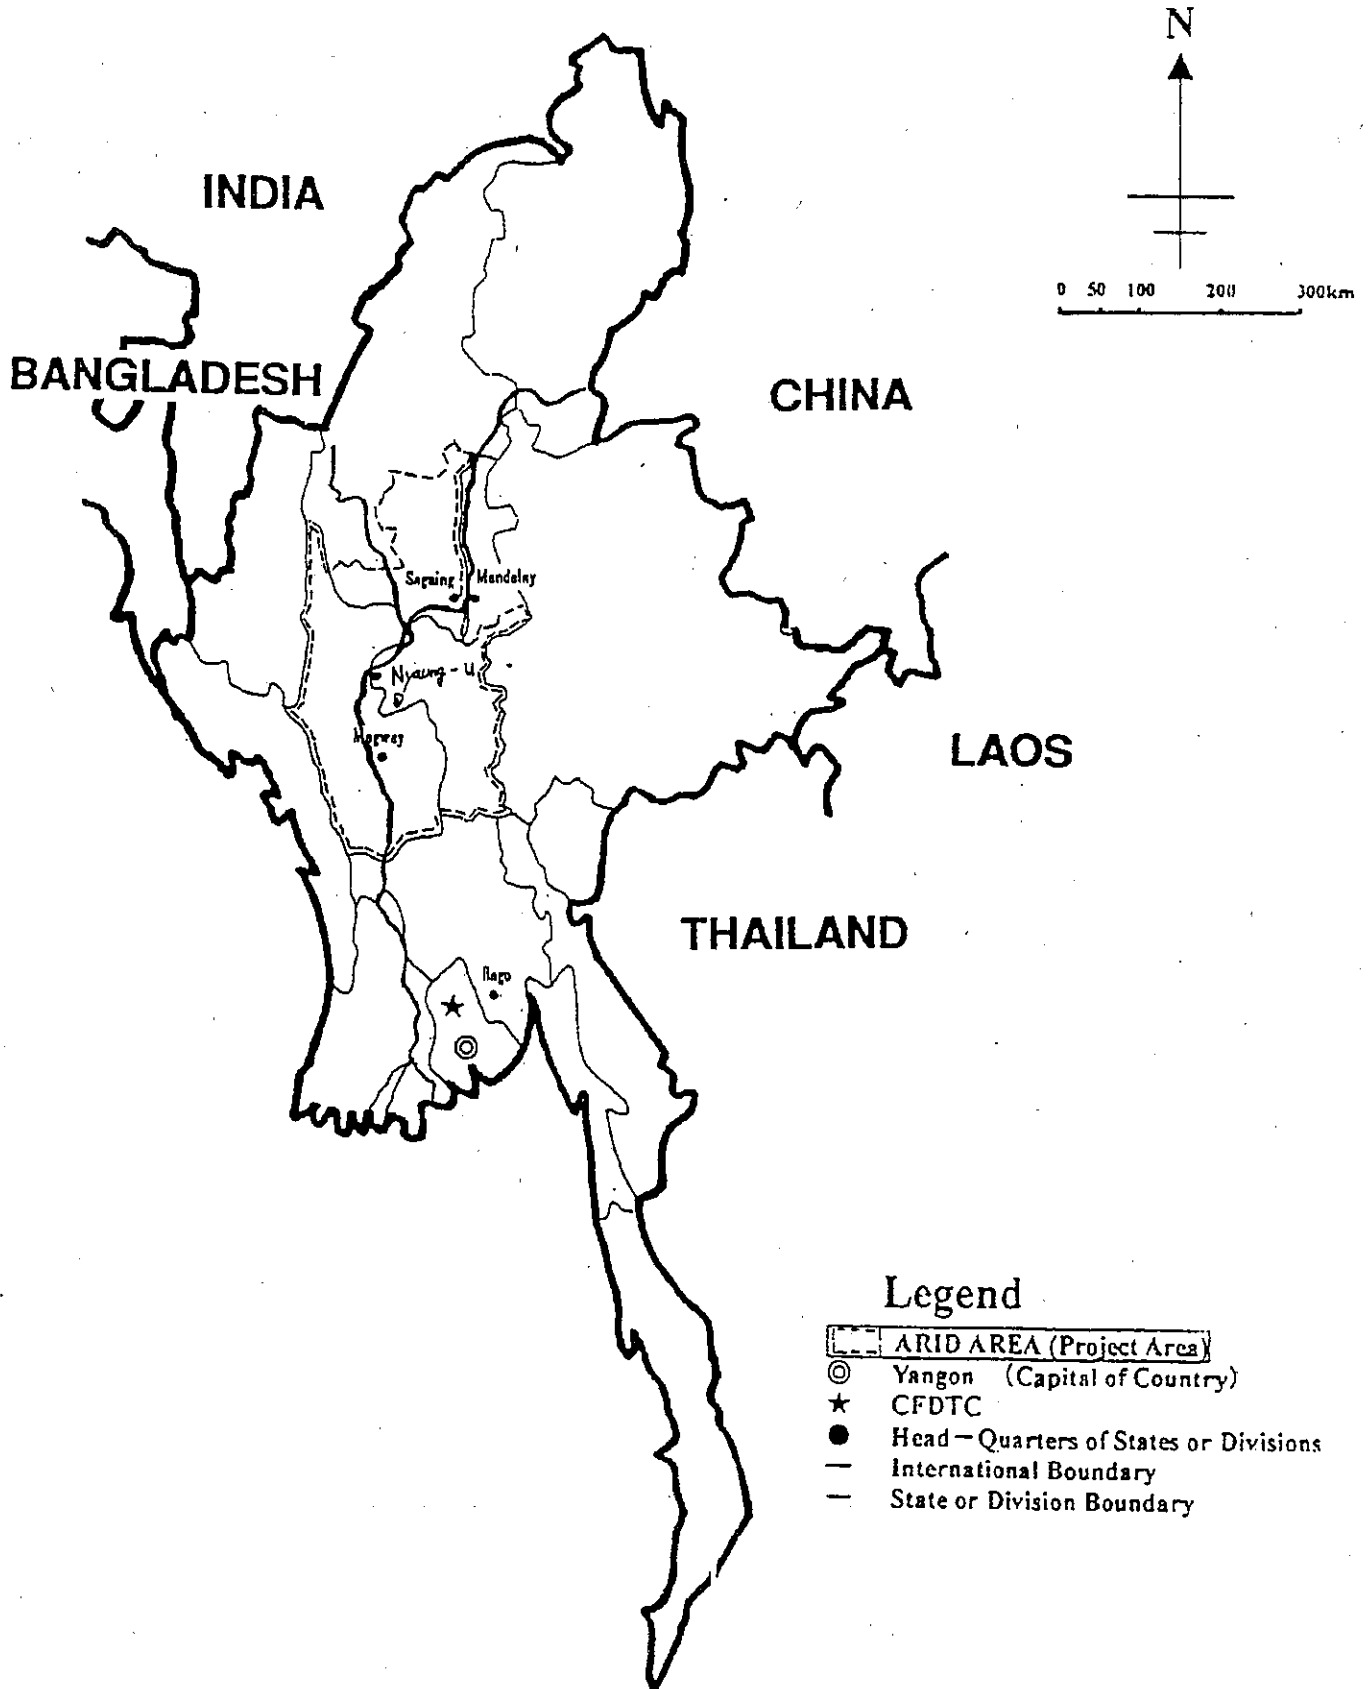 N
INDIA
0 50 100 200 300km
BANGLADESH
CHINA
Sagaing Mandalay
Nyaung-U
Magway
LAOS
THAILAND
Bago
Legend
ARID AREA (Project Area)
Yangon (Capital of Country)
CFDTC
Head-Quarters of States or Divisions
International Boundary
State or Division Boundary